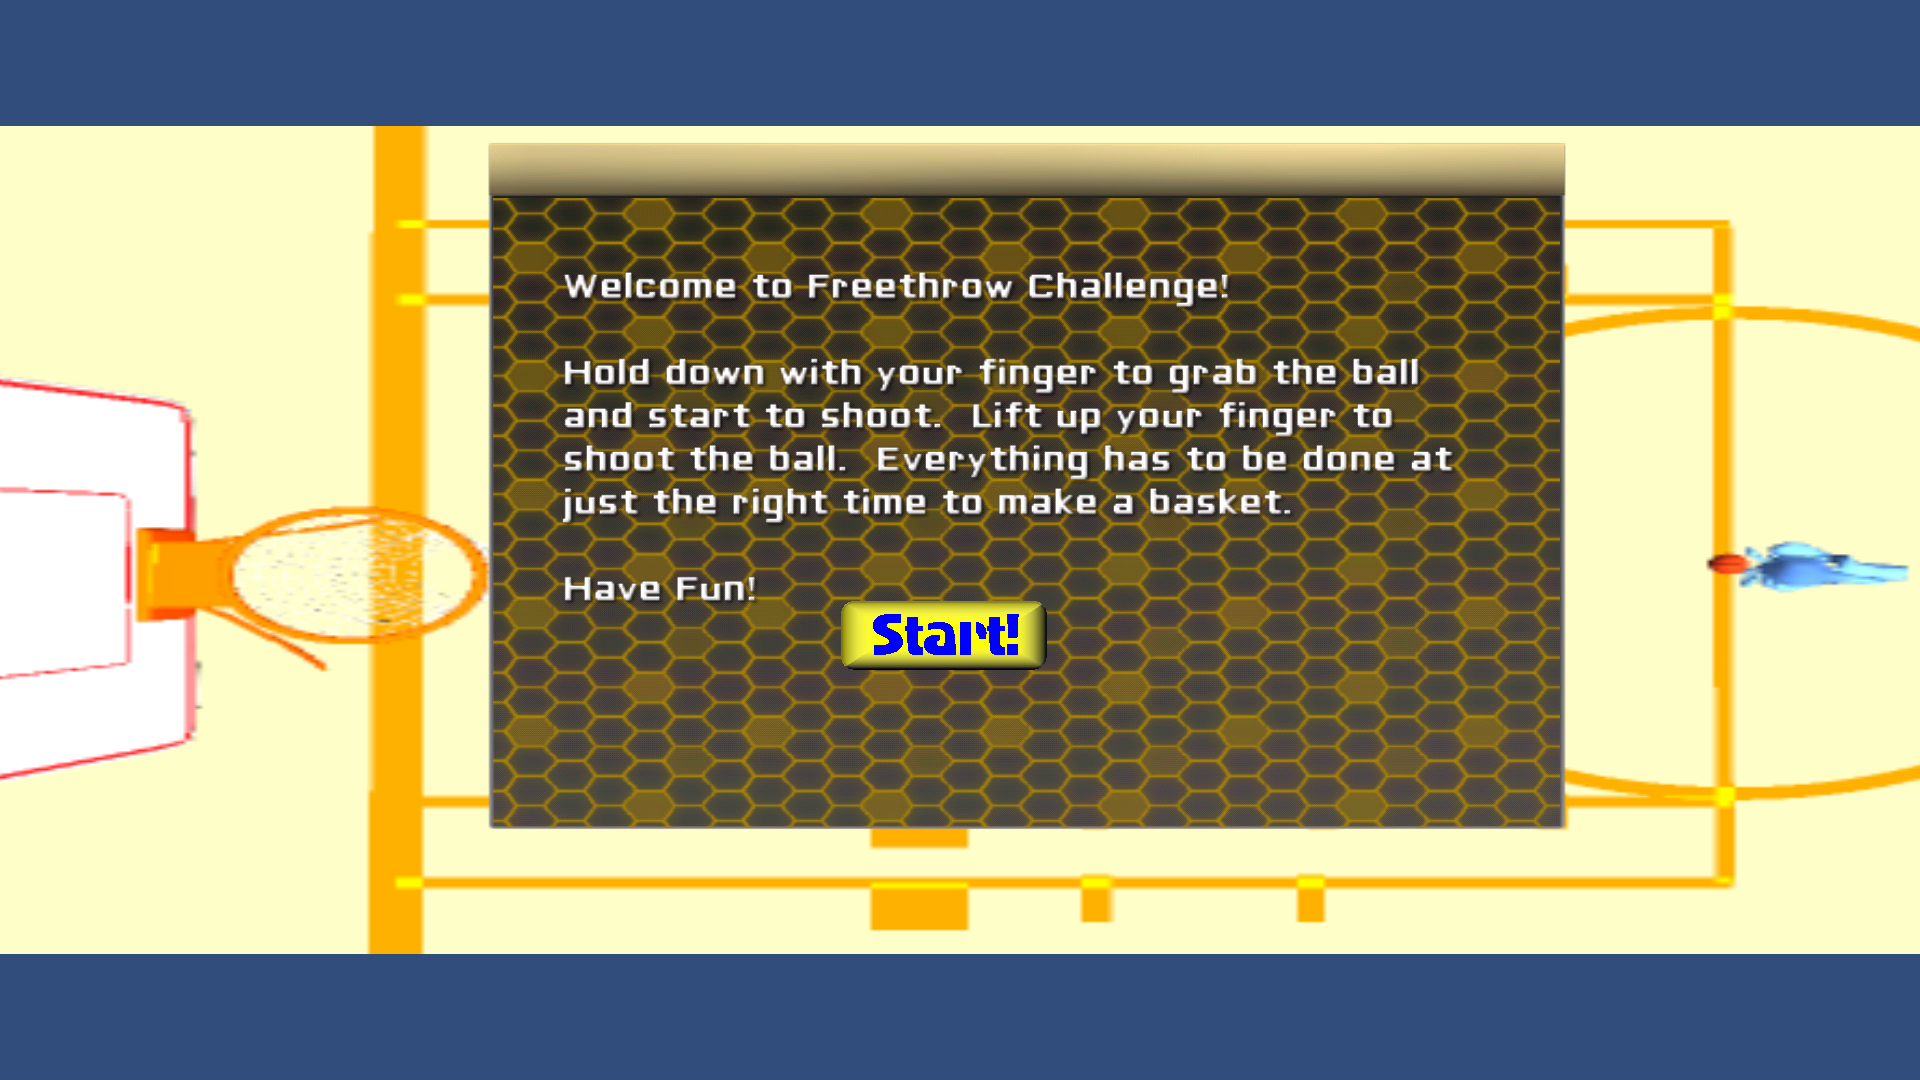 Welcome to Freethrow Challenge!
Hold down with your finger to grab the ball
and start to shoot.  Lift up your finger to
shoot the ball.  Everything has to be done at
just the right time to make a basket.
Have Fun!
Start!